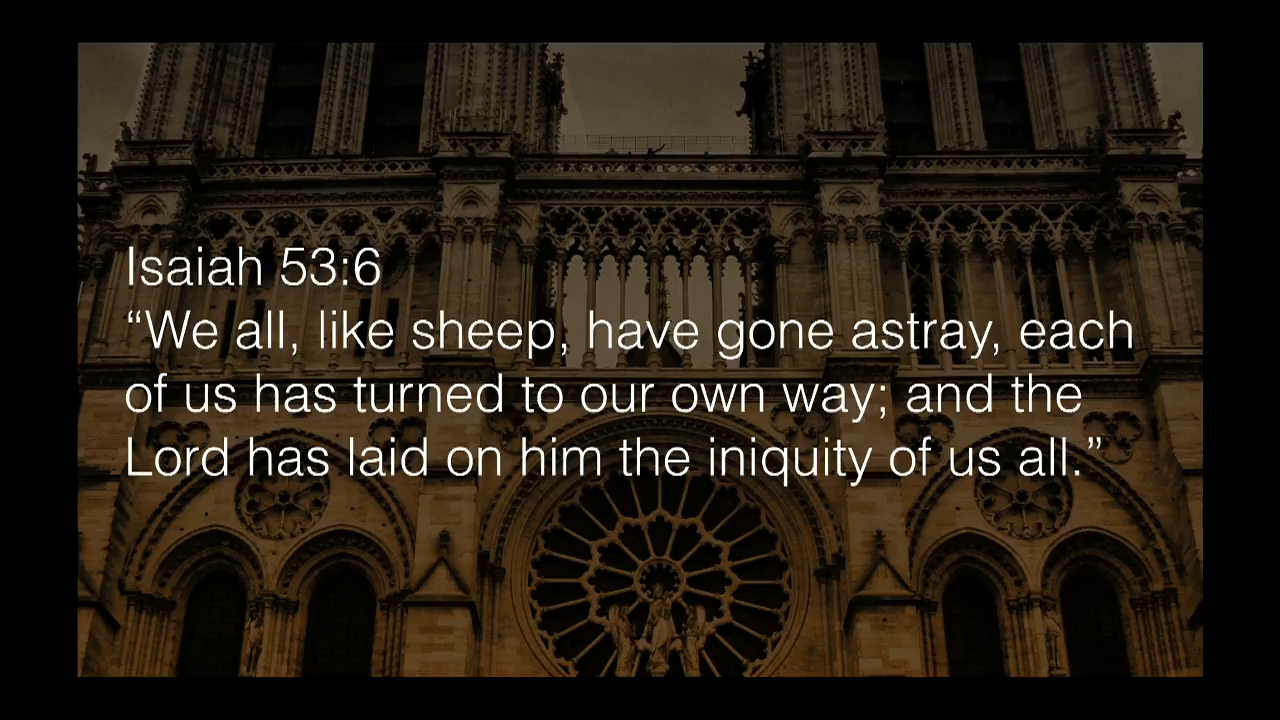 Isaiah 53:6
“We all, like sheep, have gone astray, each
of us has turned to our own way; and the
Lord has laid on him the iniquity of us all.”